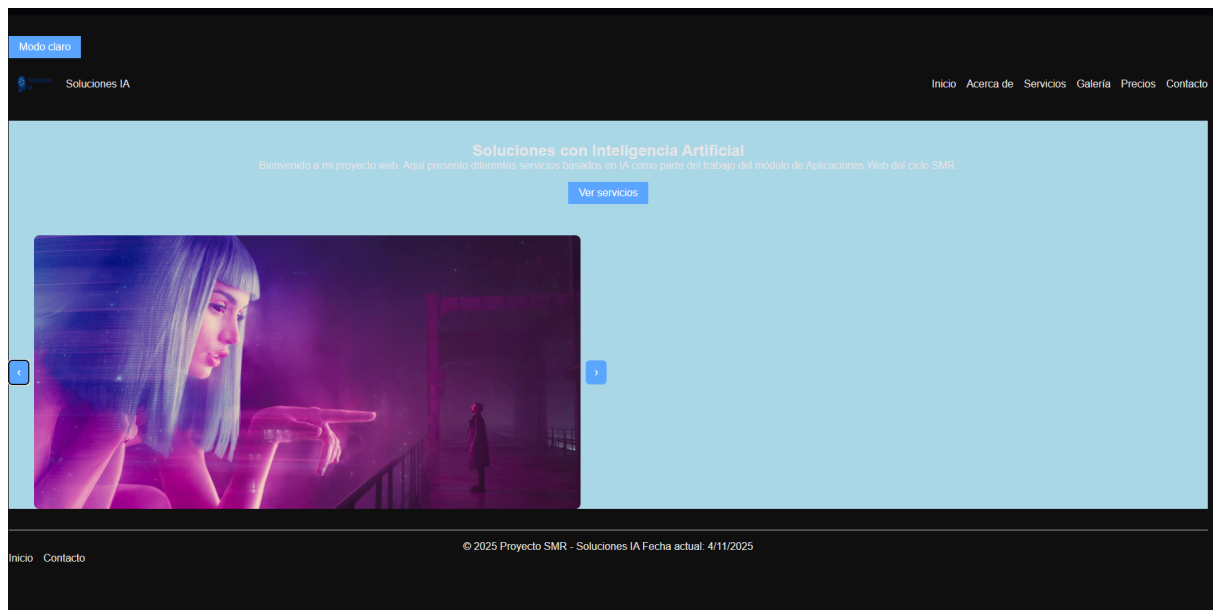 Modo claro
Soluciones IA
Inicio Acerca de Servicios Galería Precios Contacto
Soluciones con Inteligencia Artificial
Bienvenido a mi proyecto web. Aquí presento diferentes servicios basados en IA como parte del trabajo del módulo de Aplicaciones Web del ciclo SMR.
Ver servicios
‹
›
© 2025 Proyecto SMR - Soluciones IA Fecha actual: 4/11/2025
Inicio Contacto